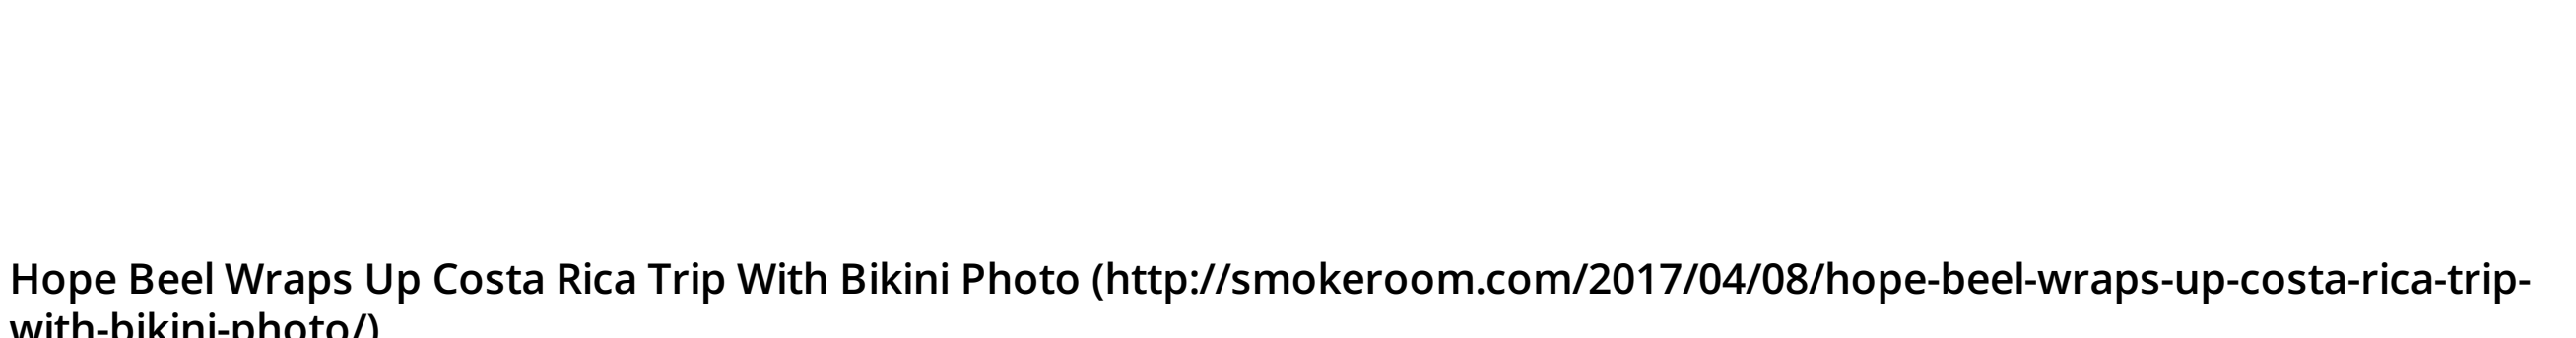 Hope Beel Wraps Up Costa Rica Trip With Bikini Photo (http://smokeroom.com/2017/04/08/hope-beel-wraps-up-costa-rica-trip-
with-bikini-photo/)